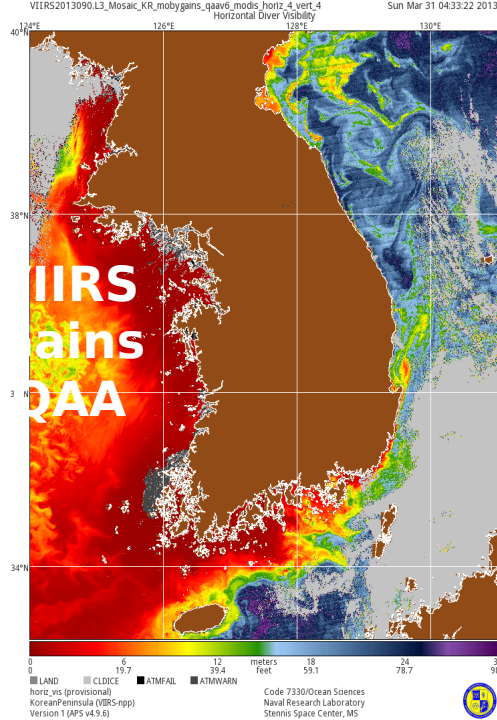 VIIRS2013090.L3_Mosaic_KR_mobygains_qaav6_modis_horiz_4_vert_4
Sun Mar 31 04:33:22 2013
Horizontal Diver Visibility
124°E 126°E 128°E 130°E
40°N
38°N
IIRS
ains
3 N
QAA
34°N
0 6 12 meters 18 24 3
0 19.7 39.4 feet 59.1 78.7 9
LAND CLDICE ATMFAIL ATMWARN
horiz_vis (provisional)
KoreanPeninsula (VIIRS-npp)
Version 1 (APS v4.9.6)
Code 7330/Ocean Sciences
Naval Research Laboratory
Stennis Space Center, MS